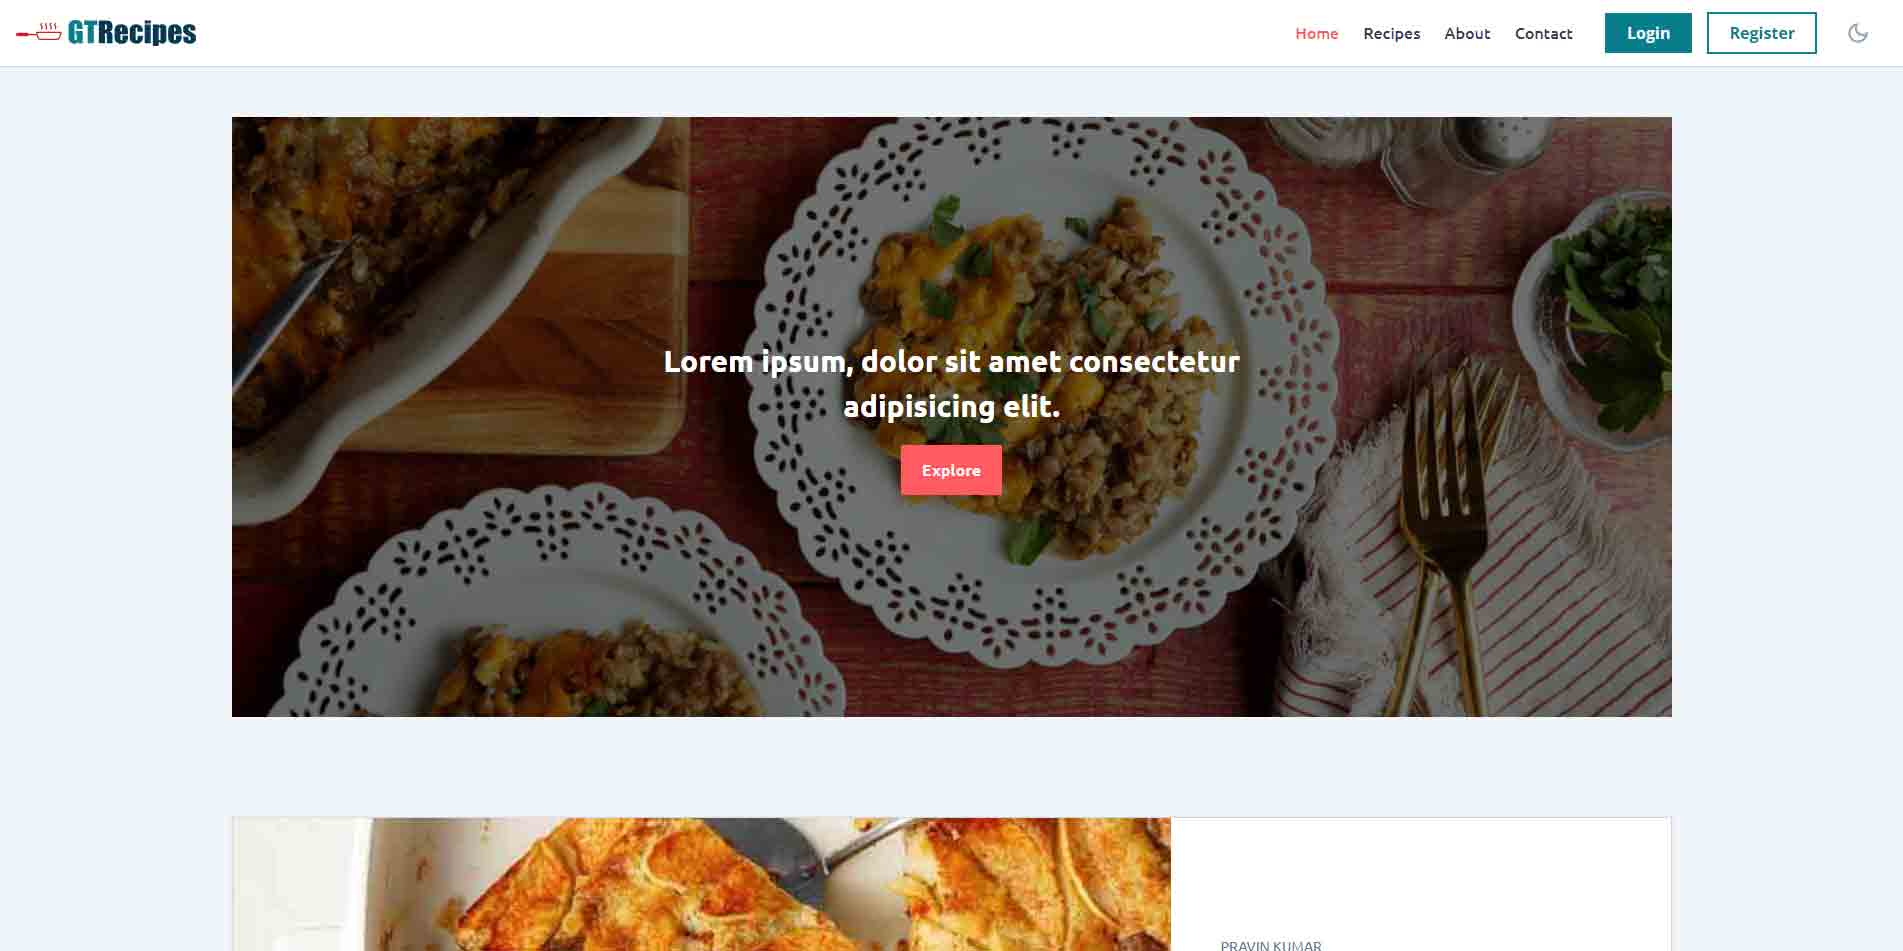 GTRecipes
Home Recipes About Contact Login Register
Lorem ipsum, dolor sit amet consectetur
adipisicing elit.
Explore
PRAVIN KUMAR